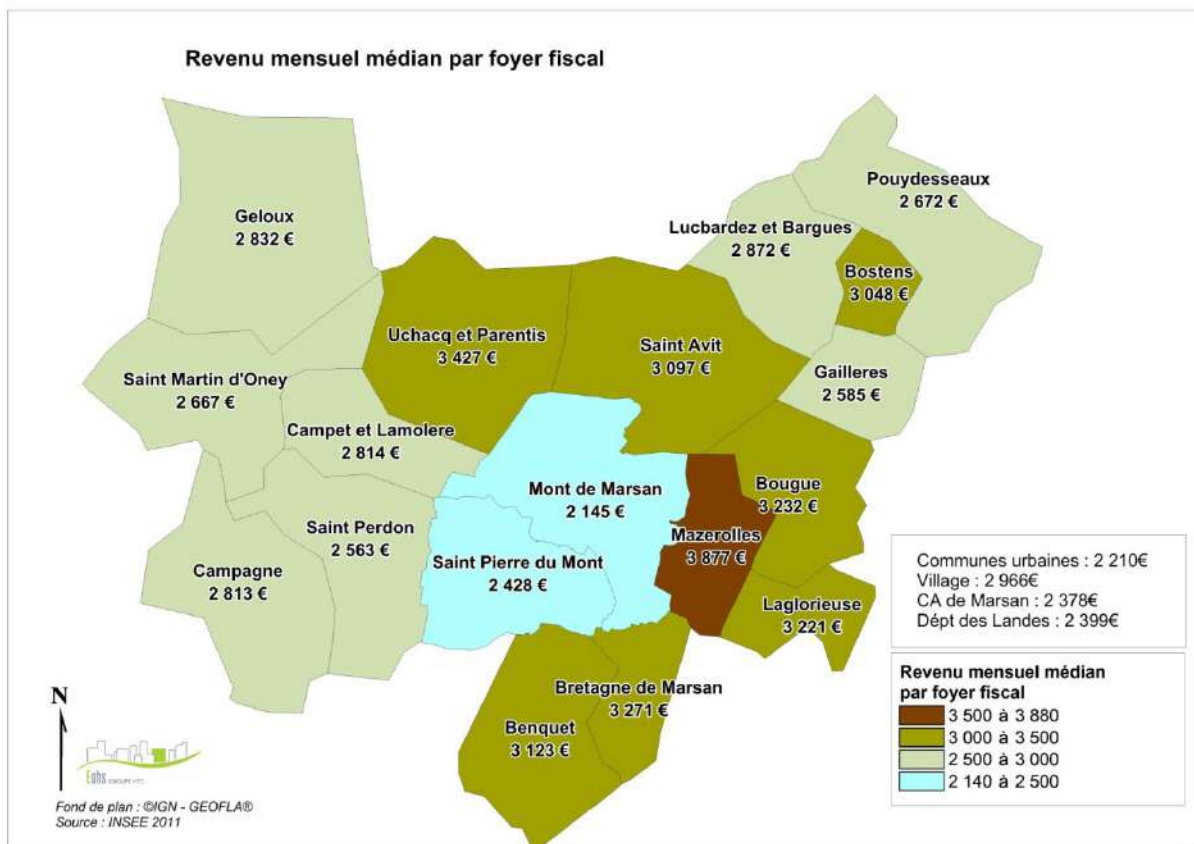 Revenu mensuel médian par foyer fiscal
Pouydesseaux
2 672 €
Geloux
2 832 €
Lucbardez et Bargues
2 872 €
Bostens
3 048 €
Uchacq et Parentis
3 427 €
Saint Avit
3 097 €
Gailleres
2 585 €
Saint Martin d'Oney
2 667 €
Campet et Lamolere
2 814 €
Mont de Marsan
2 145 €
Bougue
3 232 €
Saint Perdon
2 563 €
Mazerolles
3 877 €
Saint Pierre du Mont
2 428 €
Campagne
2 813 €
Laglorieuse
3 221 €
Bretagne de Marsan
3 271 €
Benquet
3 123 €
Communes urbaines : 2 210€
Village : 2 966€
CA de Marsan : 2 378€
Dépt des Landes : 2 399€
Revenu mensuel médian
par foyer fiscal
3 500 à 3 880
3 000 à 3 500
2 500 à 3 000
2 140 à 2 500
N
Fond de plan : ©IGN - GEOFLA®
Source : INSEE 2011